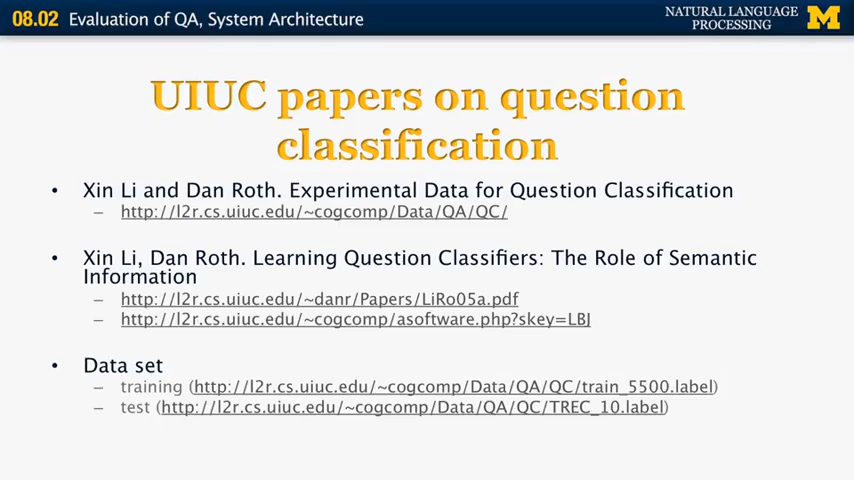 08.02 Evaluation of QA, System Architecture
NATURAL LANGUAGE
PROCESSING
M
UIUC papers on question
classification
• Xin Li and Dan Roth. Experimental Data for Question Classification
– http://l2r.cs.uiuc.edu/~cogcomp/Data/QA/QC/
• Xin Li, Dan Roth. Learning Question Classifiers: The Role of Semantic
Information
– http://l2r.cs.uiuc.edu/~danr/Papers/LiRo05a.pdf
– http://l2r.cs.uiuc.edu/~cogcomp/asoftware.php?skey=LBJ
• Data set
– training (http://l2r.cs.uiuc.edu/~cogcomp/Data/QA/QC/train_5500.label)
– test (http://l2r.cs.uiuc.edu/~cogcomp/Data/QA/QC/TREC_10.label)